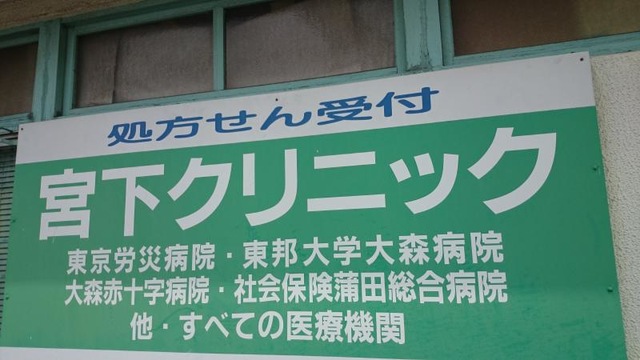 処方せん受付
宮下クリニック
東京労災病院・東邦大学大森病院
大森赤十字病院・社会保険蒲田総合病院
他・すべての医療機関